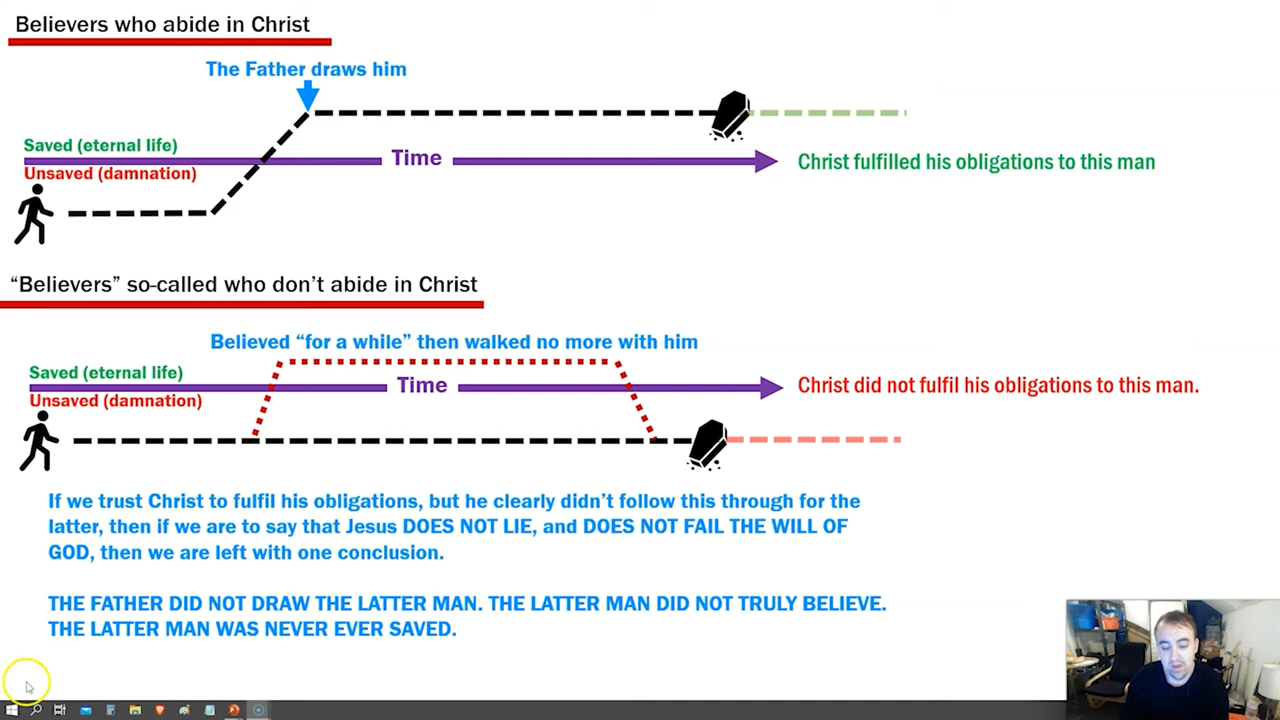 Believers who abide in Christ
The Father draws him
Saved (eternal life)
Time
Christ fulfilled his obligations to this man
Unsaved (damnation)
“Believers” so-called who don’t abide in Christ
Believed “for a while” then walked no more with him
Saved (eternal life)
Time
Christ did not fulfil his obligations to this man.
Unsaved (damnation)
If we trust Christ to fulfil his obligations, but he clearly didn’t follow this through for the
latter, then if we are to say that Jesus DOES NOT LIE, and DOES NOT FAIL THE WILL OF
GOD, then we are left with one conclusion.
THE FATHER DID NOT DRAW THE LATTER MAN. THE LATTER MAN DID NOT TRULY BELIEVE.
THE LATTER MAN WAS NEVER EVER SAVED.